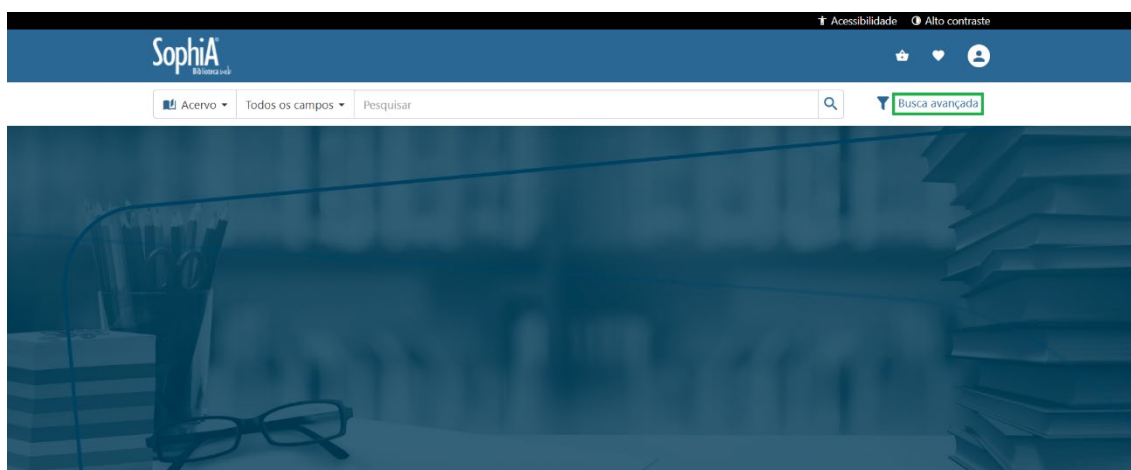 Acessibilidade Alto contraste
SophiA
Biblioteca web
Acervo Todos os campos Pesquisar Busca avançada